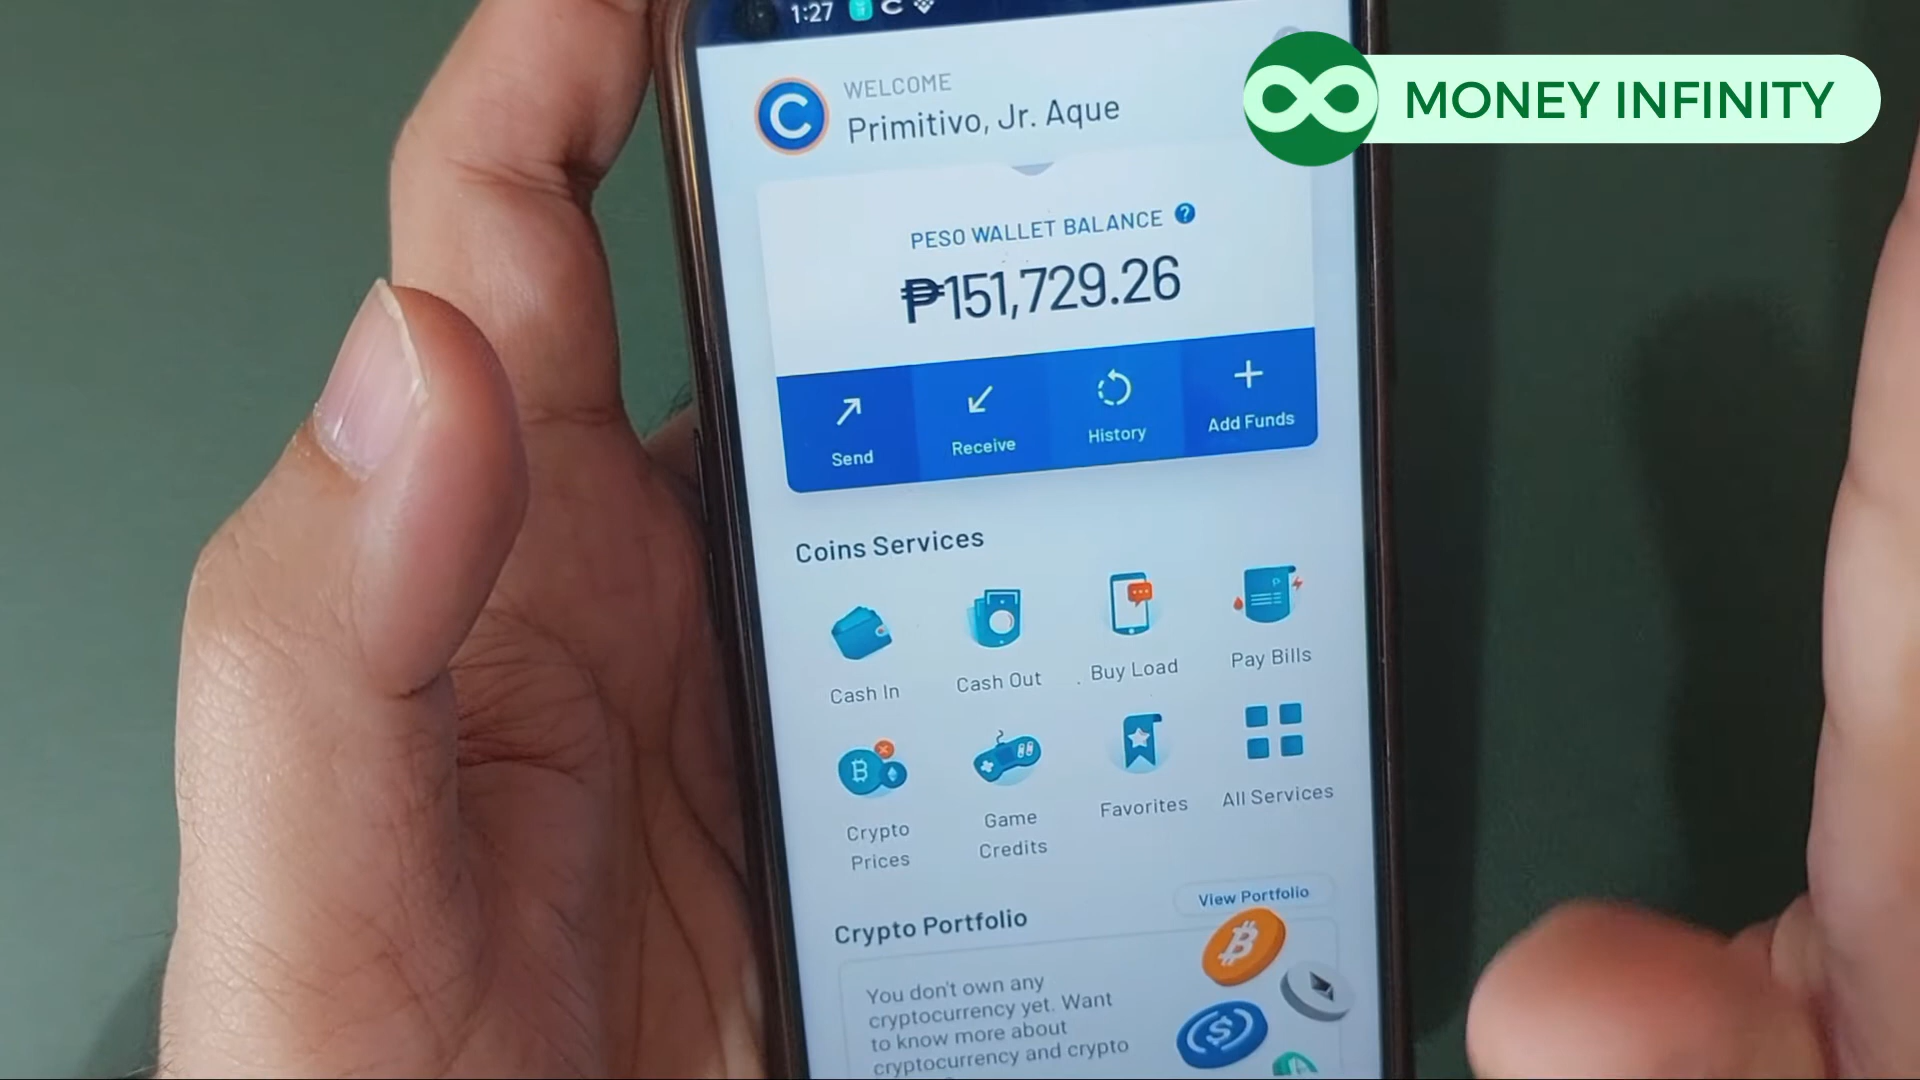 1:27
MONEY INFINITY
WELCOME
Primitivo, Jr. Aque
PESO WALLET BALANCE ?
₱151,729.26
Send
Receive
History
Add Funds
Coins Services
Cash In
Cash Out
Buy Load
Pay Bills
Crypto
Prices
Game
Credits
Favorites
All Services
Crypto Portfolio
View Portfolio
You don't own any
cryptocurrency yet. Want
to know more about
cryptocurrency and crypto